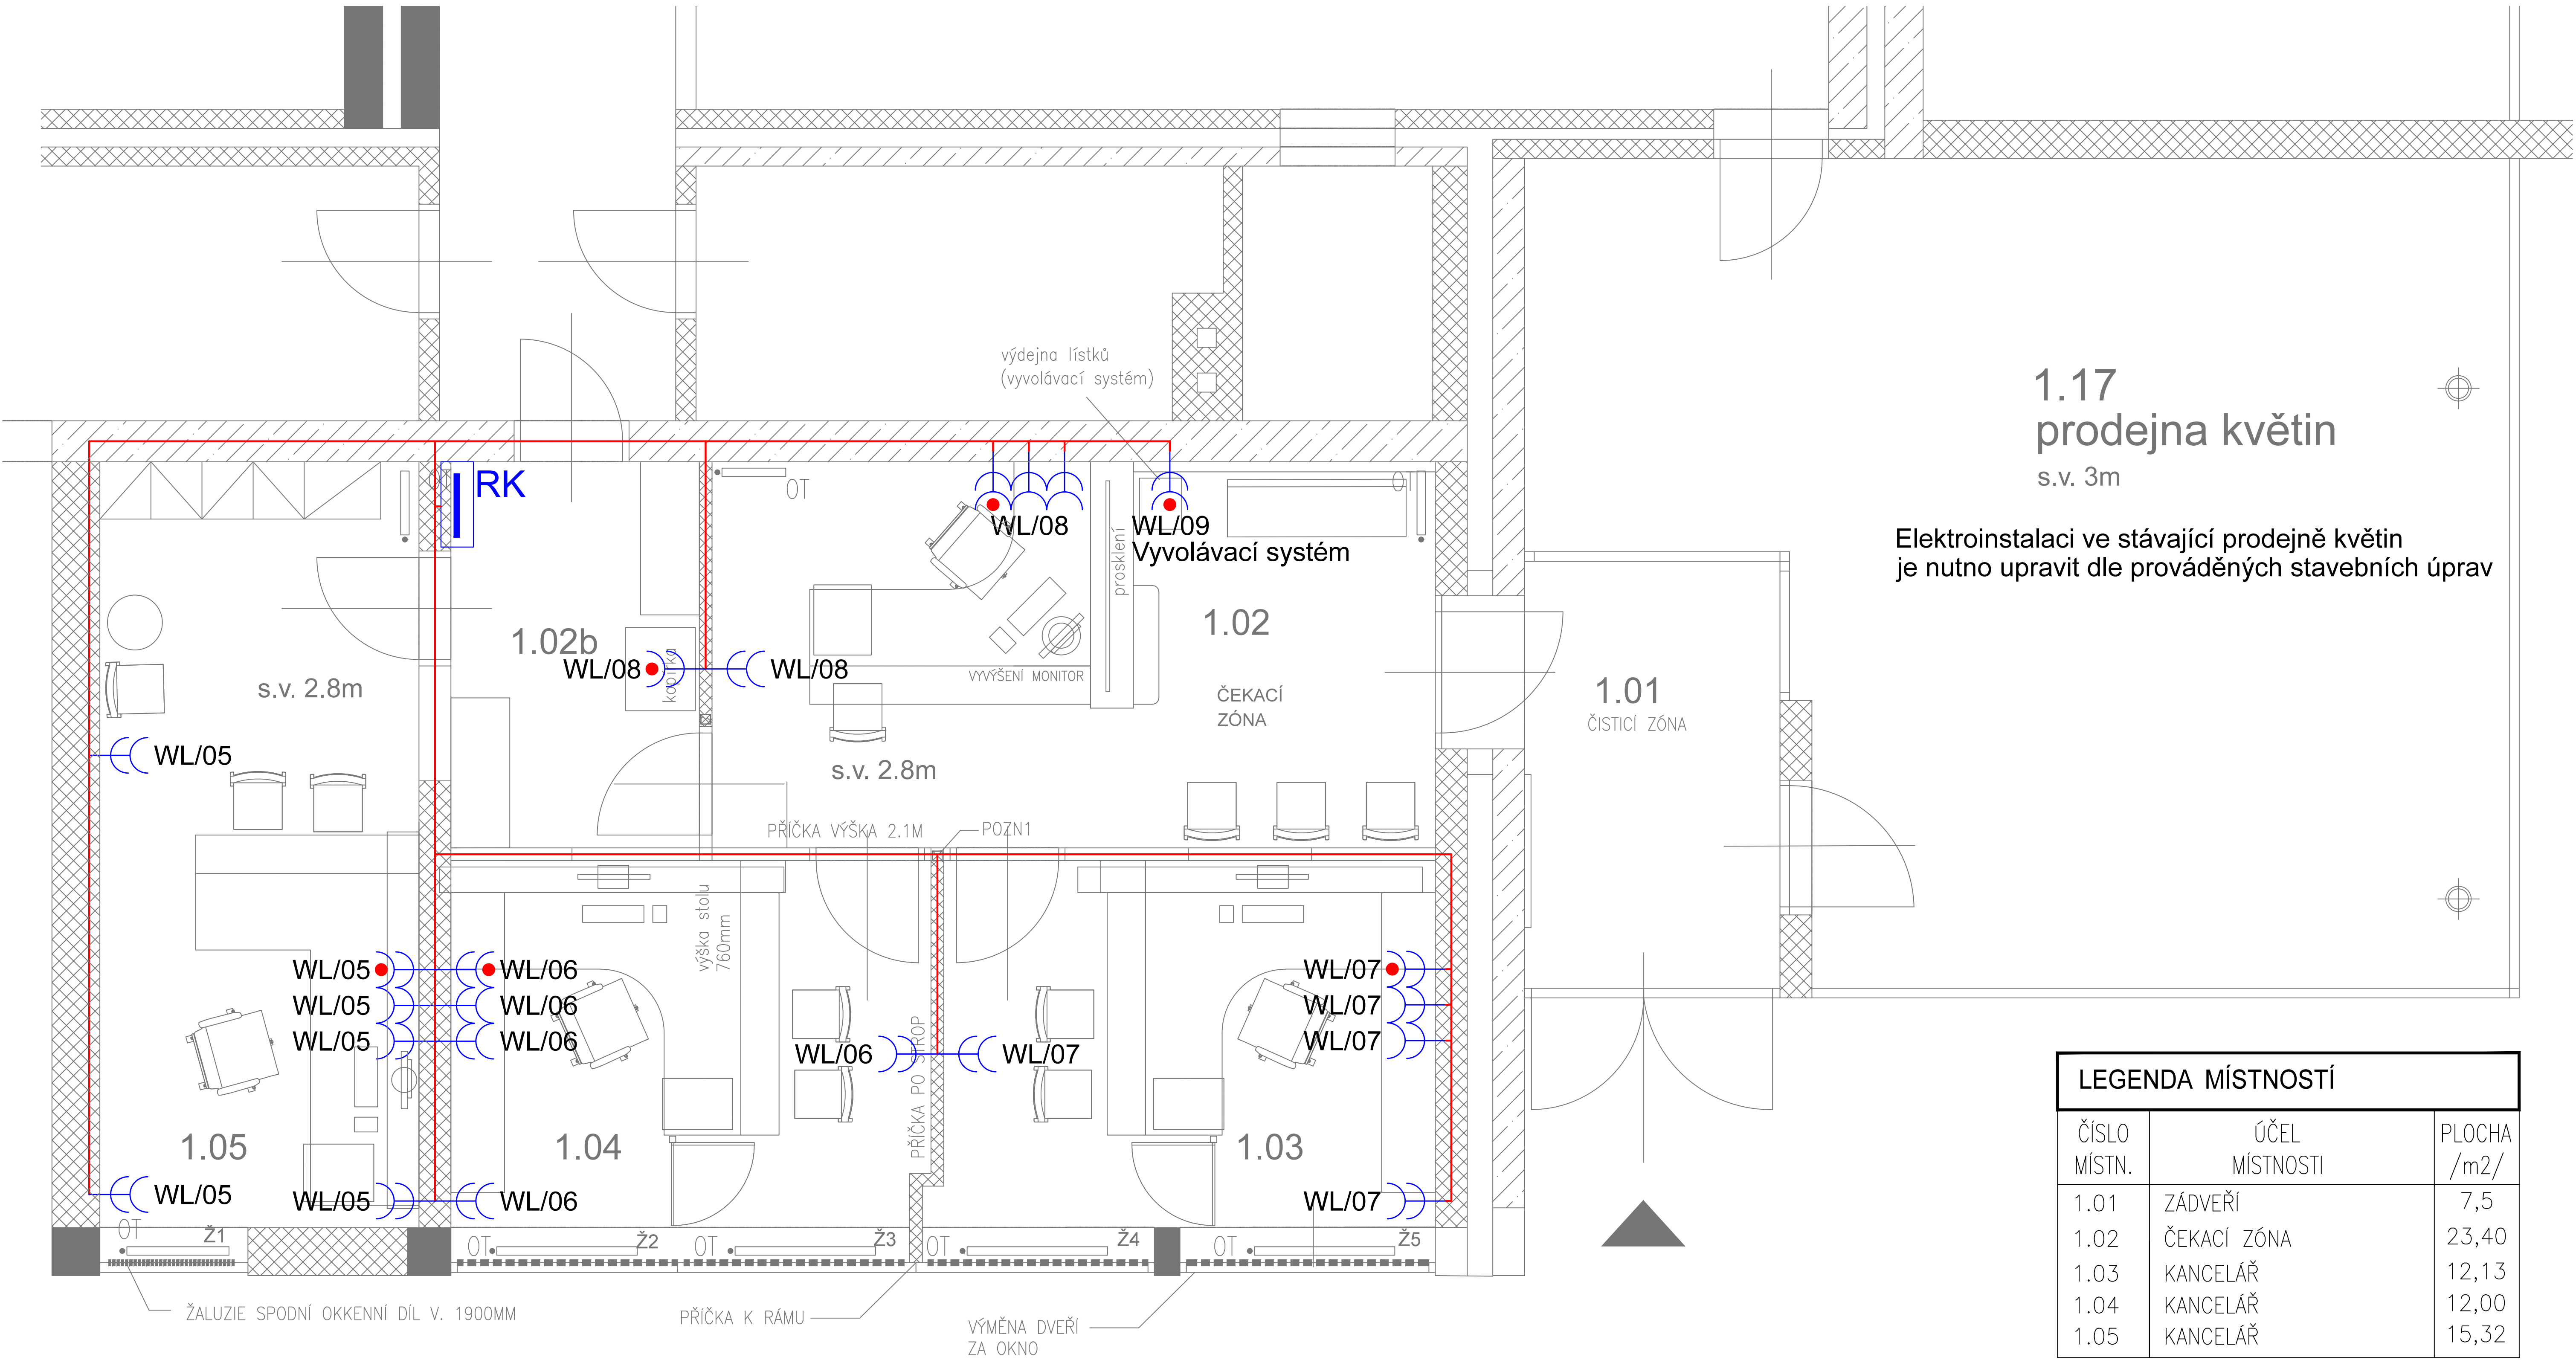 výdejna lístků
(vyvolávací systém)
1.17
prodejna květin
s.v. 3m
Elektroinstalaci ve stávající prodejně květin
je nutno upravit dle prováděných stavebních úprav
RK
OT
OT
WL/08
WL/09
Vyvolávací systém
prosklení
1.02b
WL/08
kopírka
WL/08
VYVÝŠENÍ MONITOR
1.02
ČEKACÍ
ZÓNA
1.01
ČISTICÍ ZÓNA
s.v. 2.8m
WL/05
s.v. 2.8m
PŘÍČKA VÝŠKA 2.1M
POZN1
výška stolu
760mm
WL/05
WL/06
WL/07
WL/05
WL/06
WL/07
WL/05
WL/06
WL/07
WL/06
WL/07
PŘÍČKA PO STROP
1.05
1.04
1.03
WL/05
WL/05
WL/06
WL/07
OT
Ž1
OT
Ž2
OT
Ž3
OT
Ž4
OT
Ž5
ŽALUZIE SPODNÍ OKKENNÍ DÍL V. 1900MM
PŘÍČKA K RÁMU
VÝMĚNA DVEŘÍ
ZA OKNO
LEGENDA MÍSTNOSTÍ
ČÍSLO
MÍSTN.
ÚČEL
MÍSTNOSTI
PLOCHA
/m2/
1.01 ZÁDVEŘÍ 7,5
1.02 ČEKACÍ ZÓNA 23,40
1.03 KANCELÁŘ 12,13
1.04 KANCELÁŘ 12,00
1.05 KANCELÁŘ 15,32